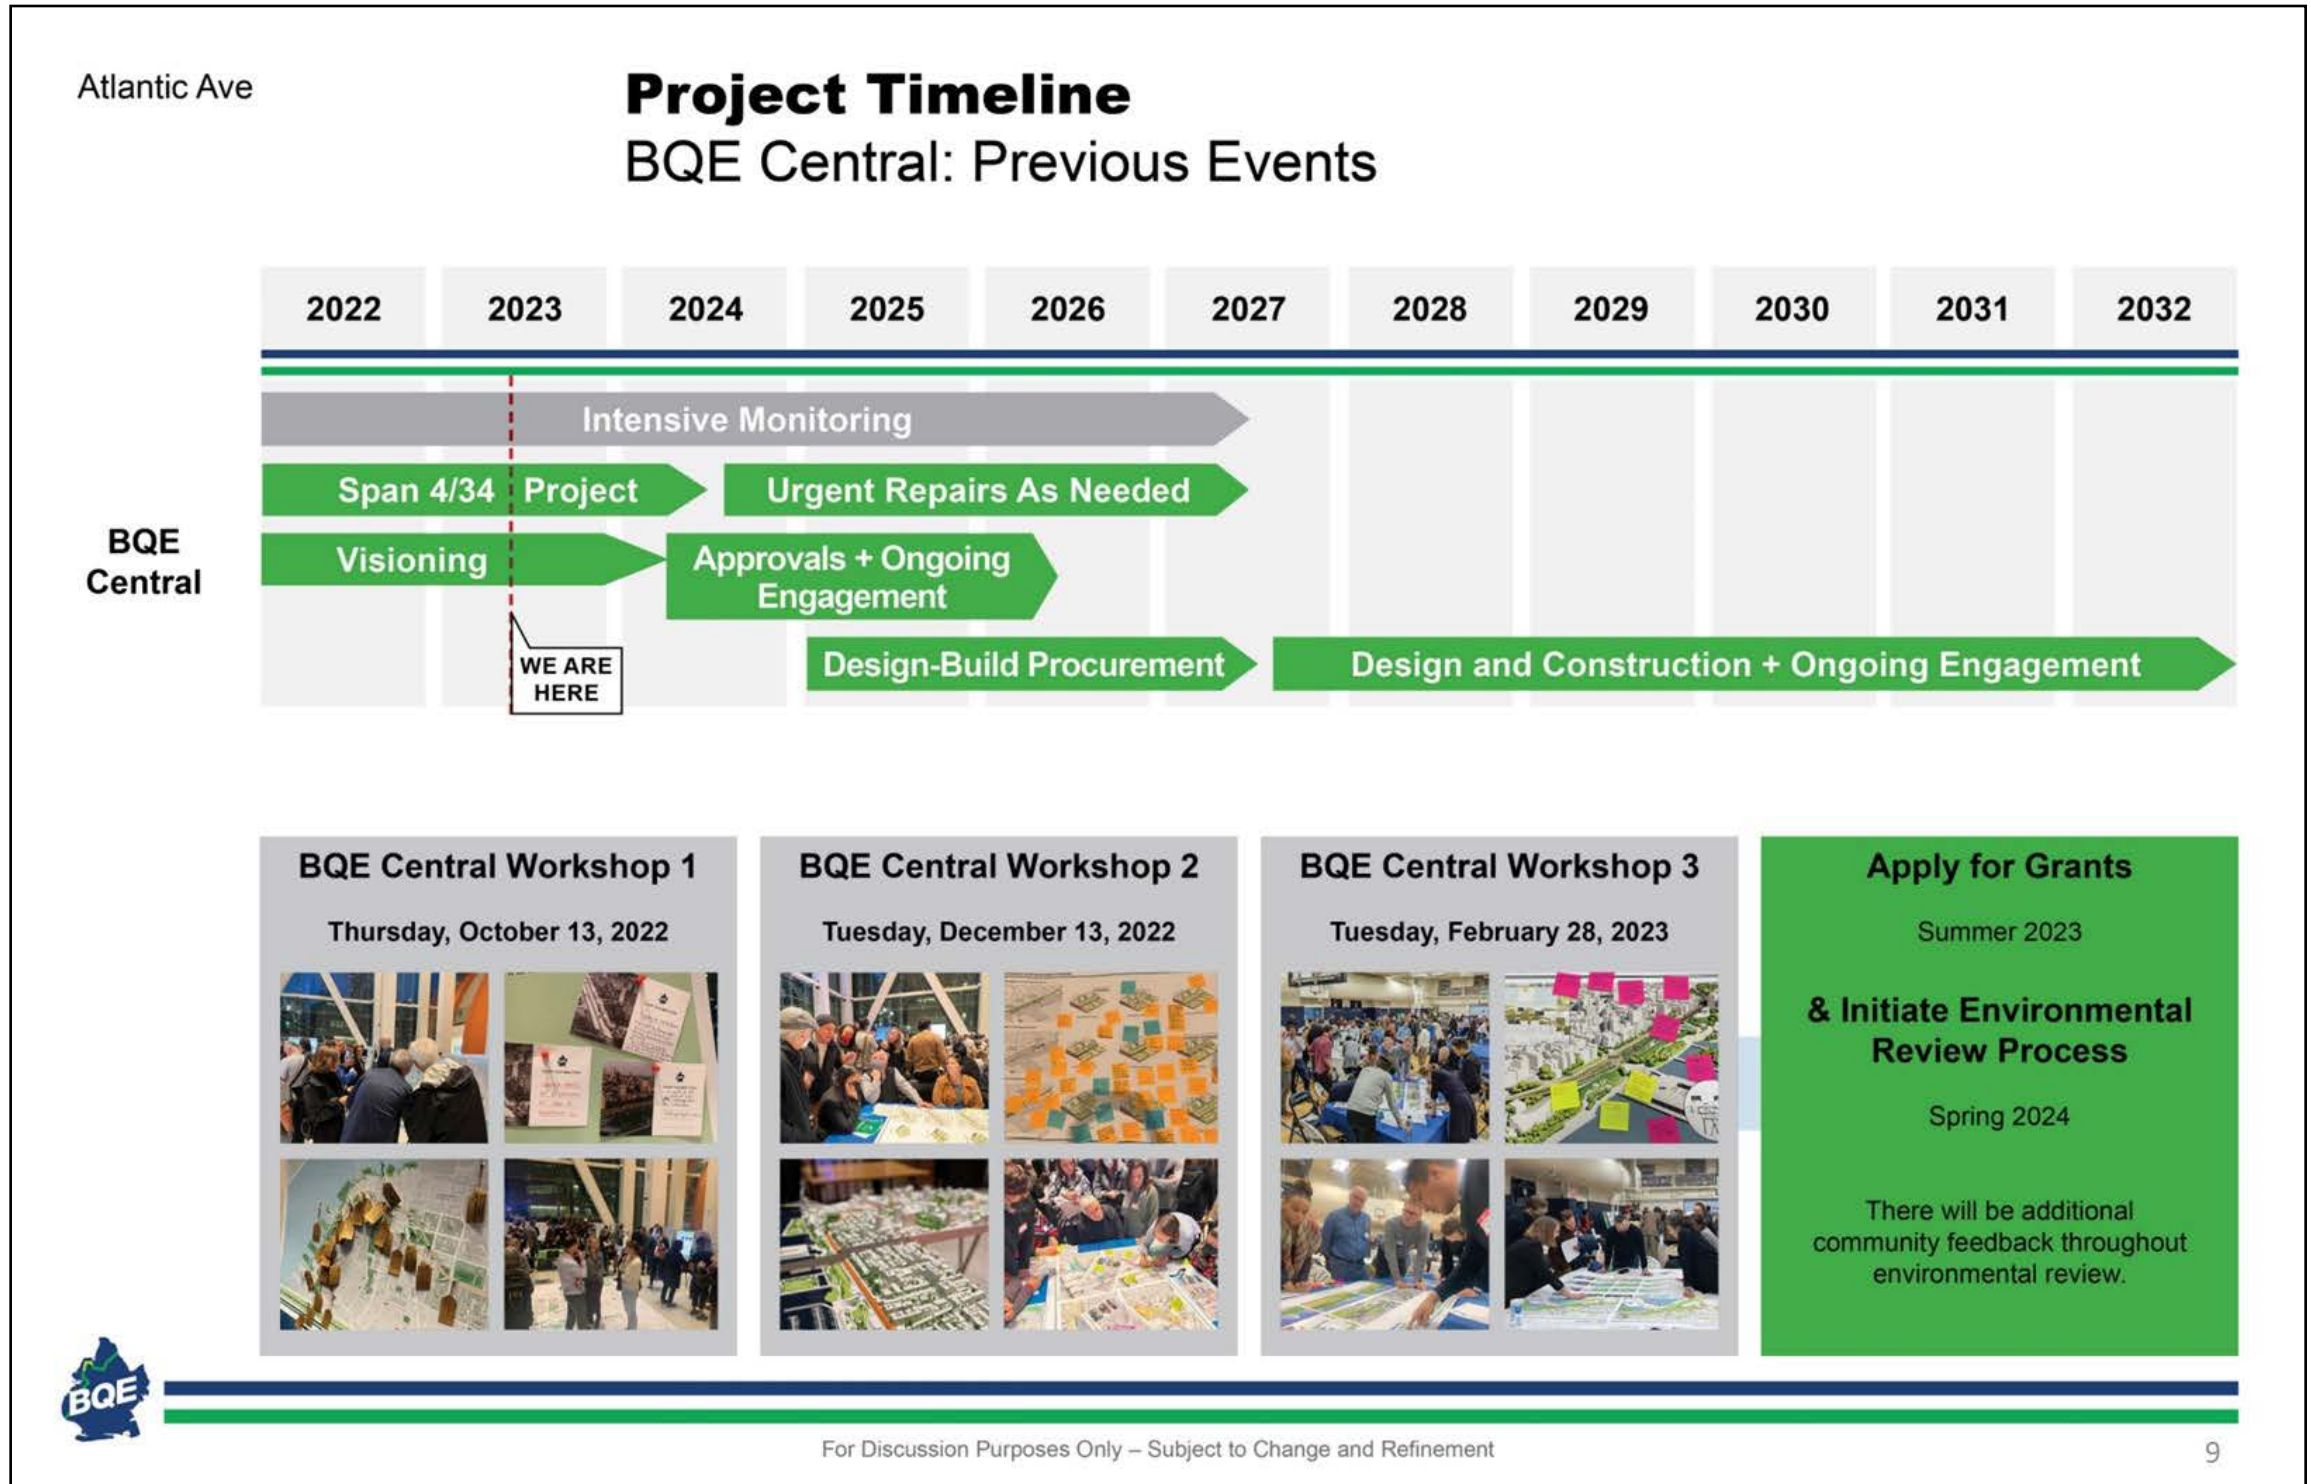 Atlantic Ave
Project Timeline
BQE Central: Previous Events
2022 2023 2024 2025 2026 2027 2028 2029 2030 2031 2032
Intensive Monitoring
Span 4/34 Project
Urgent Repairs As Needed
BQE
Central
Visioning
Approvals + Ongoing
Engagement
WE ARE
HERE
Design-Build Procurement
Design and Construction + Ongoing Engagement
BQE Central Workshop 1
Thursday, October 13, 2022
BQE Central Workshop 2
Tuesday, December 13, 2022
BQE Central Workshop 3
Tuesday, February 28, 2023
Apply for Grants
Summer 2023
& Initiate Environmental
Review Process
Spring 2024
There will be additional
community feedback throughout
environmental review.
BQE
For Discussion Purposes Only – Subject to Change and Refinement
9